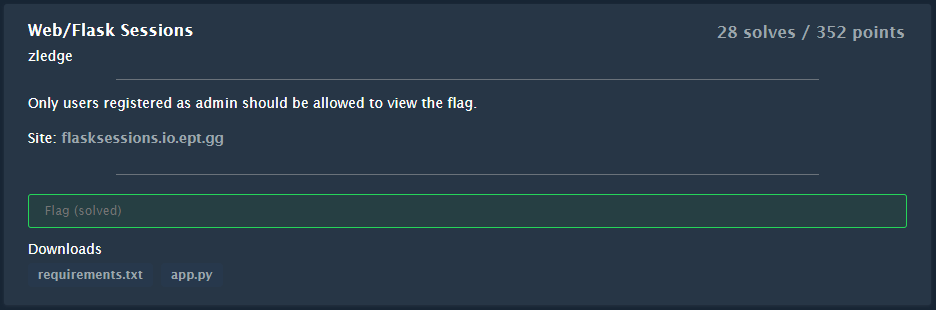 Web/Flask Sessions
28 solves / 352 points
zledge
Only users registered as admin should be allowed to view the flag.
Site: flasksessions.io.ept.gg
Flag (solved)
Downloads
requirements.txt
app.py